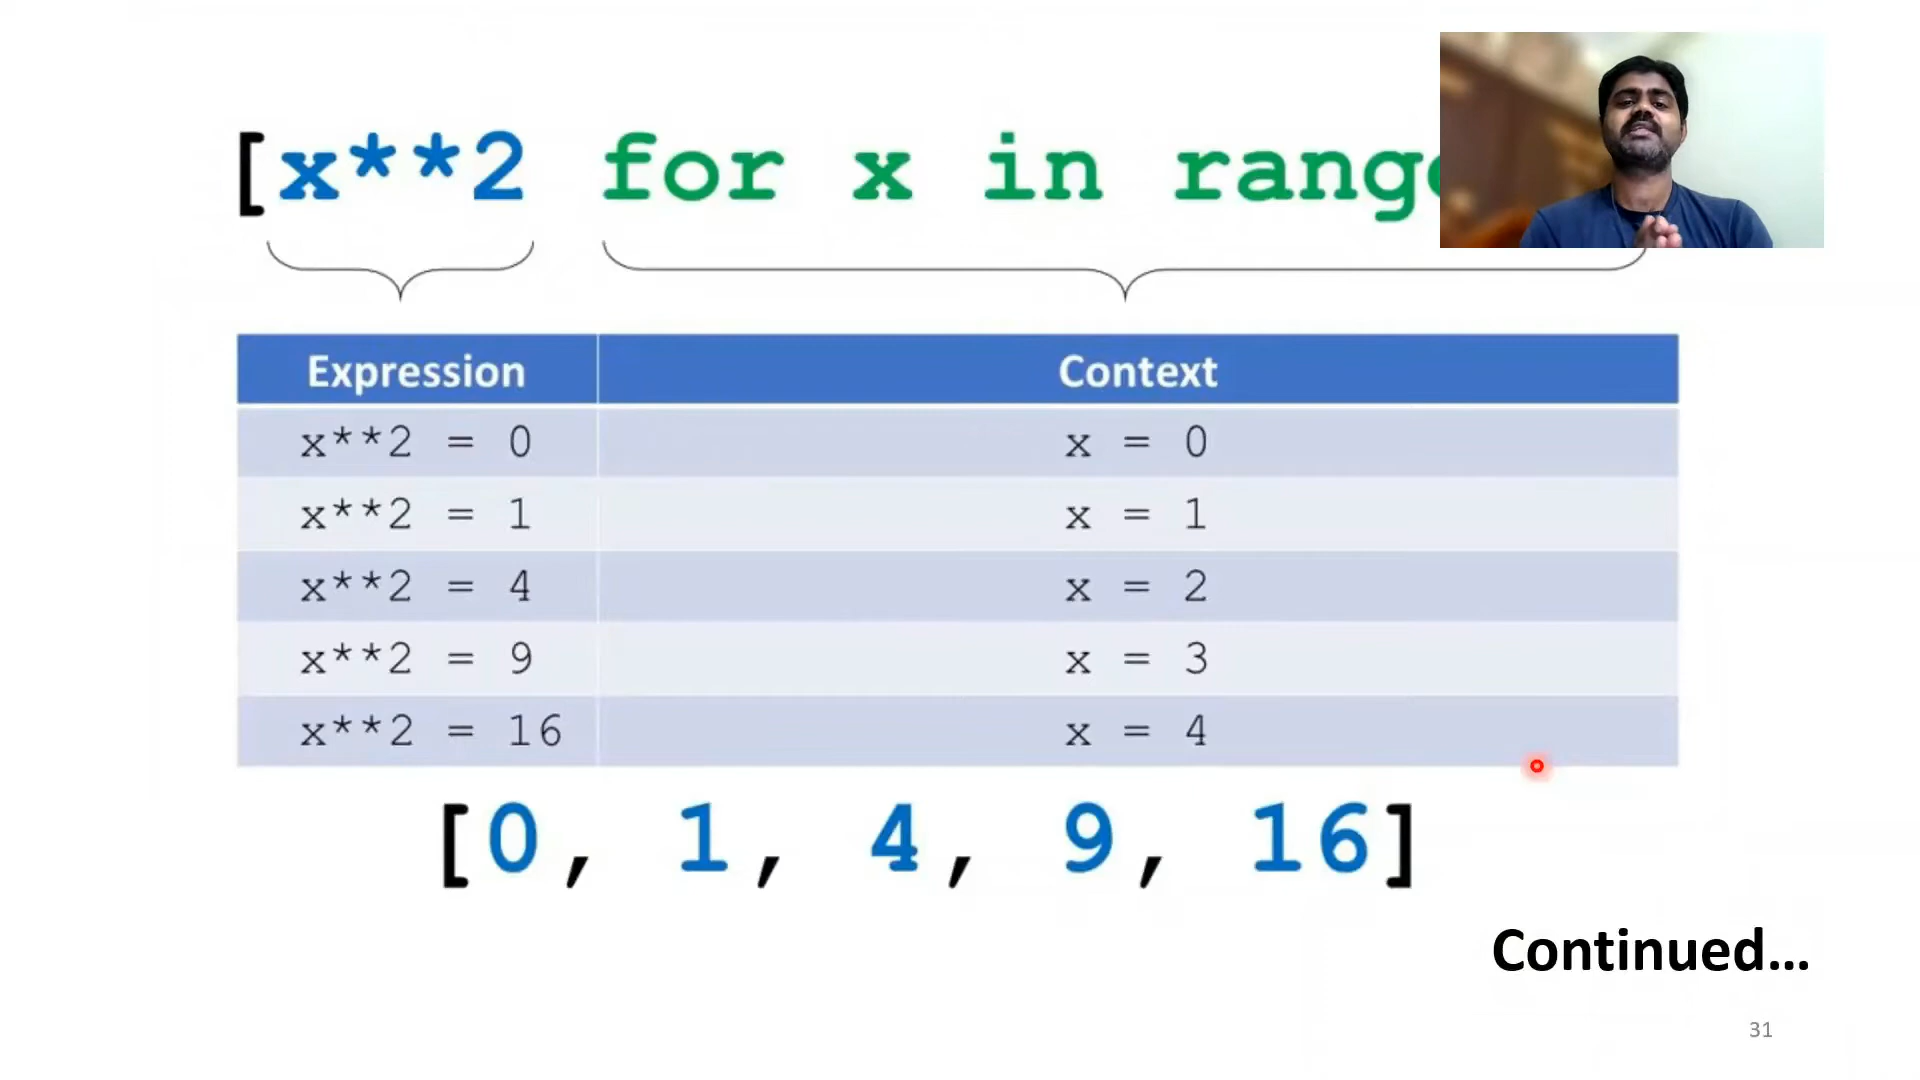 [x**2 for x in range
Expression Context
x**2 = 0 x = 0
x**2 = 1 x = 1
x**2 = 4 x = 2
x**2 = 9 x = 3
x**2 = 16 x = 4
[0, 1, 4, 9, 16]
Continued...
31